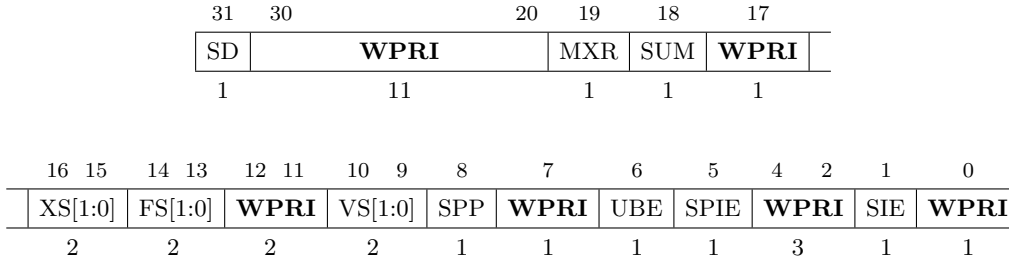 31 30 20 19 18 17
SD WPRI MXR SUM WPRI
1 11 1 1 1
16 15 14 13 12 11 10 9 8 7 6 5 4 2 1 0
XS[1:0] FS[1:0] WPRI VS[1:0] SPP WPRI UBE SPIE WPRI SIE WPRI
2 2 2 2 1 1 1 1 3 1 1